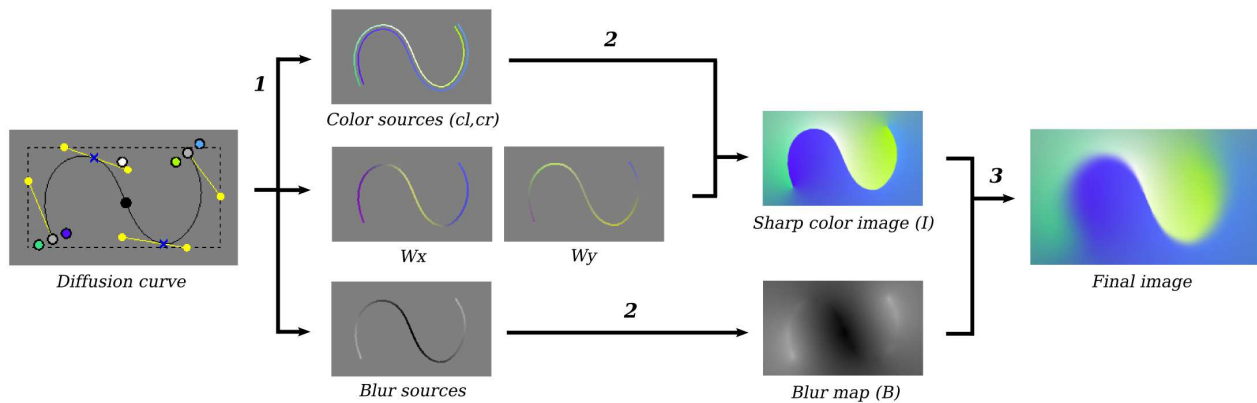 1
2
Color sources (cl,cr)
Diffusion curve
Wx
Wy
Sharp color image (I)
3
Final image
2
Blur sources
Blur map (B)